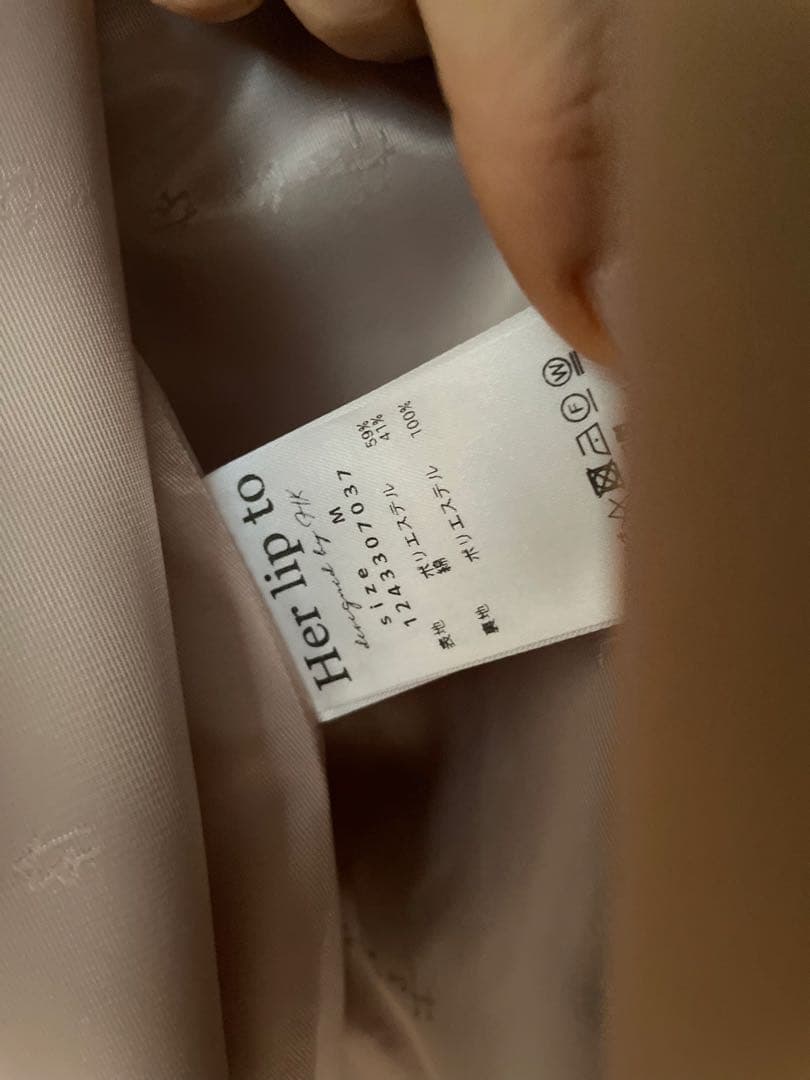 Her lip to
designed by MK
size M
1243307037
表地 ポリエステル 59%
綿 41%
裏地 ポリエステル 100%
F
W